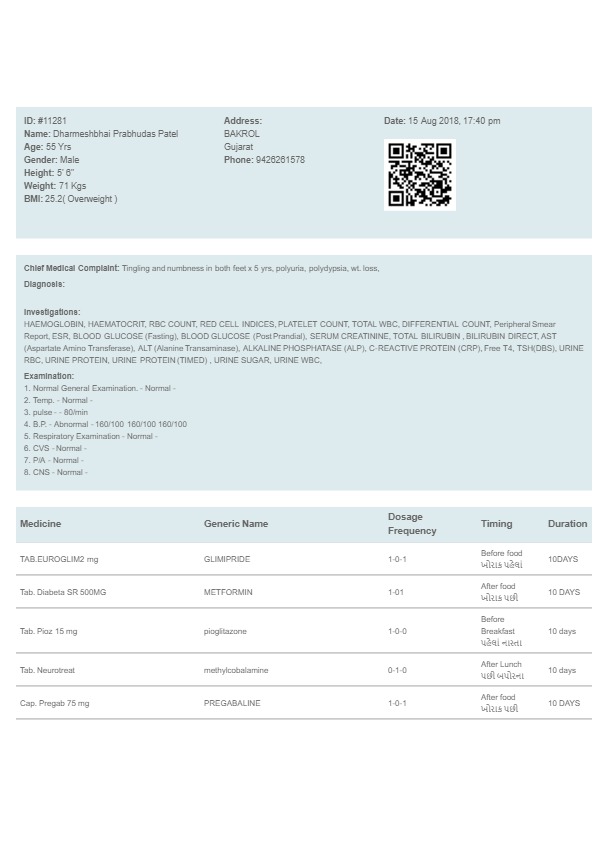 ID: #11281
Name: Dharmeshbhai Prabhudas Patel
Age: 55 Yrs
Gender: Male
Height: 5' 6"
Weight: 71 Kgs
BMI: 25.2( Overweight )
Address:
BAKROL
Gujarat
Phone: 9426261578
Date: 15 Aug 2018, 17:40 pm
Chief Medical Complaint: Tingling and numbness in both feet x 5 yrs, polyuria, polydypsia, wt. loss,
Diagnosis:
Investigations:
HAEMOGLOBIN, HAEMATOCRIT, RBC COUNT, RED CELL INDICES, PLATELET COUNT, TOTAL WBC, DIFFERENTIAL COUNT, Peripheral Smear
Report, ESR, BLOOD GLUCOSE (Fasting), BLOOD GLUCOSE (Post Prandial), SERUM CREATININE, TOTAL BILIRUBIN , BILIRUBIN DIRECT, AST
(Aspartate Amino Transferase), ALT (Alanine Transaminase), ALKALINE PHOSPHATASE (ALP), C-REACTIVE PROTEIN (CRP), Free T4, TSH(DBS), URINE
RBC, URINE PROTEIN, URINE PROTEIN (TIMED) , URINE SUGAR, URINE WBC,
Examination:
1. Normal General Examination. - Normal -
2. Temp. - Normal -
3. pulse - - 80/min
4. B.P. - Abnormal - 160/100 160/100 160/100
5. Respiratory Examination - Normal -
6. CVS - Normal -
7. P/A - Normal -
8. CNS - Normal -
Medicine Generic Name Dosage Frequency Timing Duration
TAB.EUROGLIM2 mg GLIMIPRIDE 1-0-1 Before food 10DAYS
ખોરાક પહેલાં
Tab. Diabeta SR 500MG METFORMIN 1-01 After food 10 DAYS
ખોરાક પછી
Tab. Pioz 15 mg pioglitazone 1-0-0 Before Breakfast 10 days
પહેલાં નાસ્તા
Tab. Neurotreat methylcobalamine 0-1-0 After Lunch 10 days
પછી બપોરના
Cap. Pregab 75 mg PREGABALINE 1-0-1 After food 10 DAYS
ખોરાક પછી